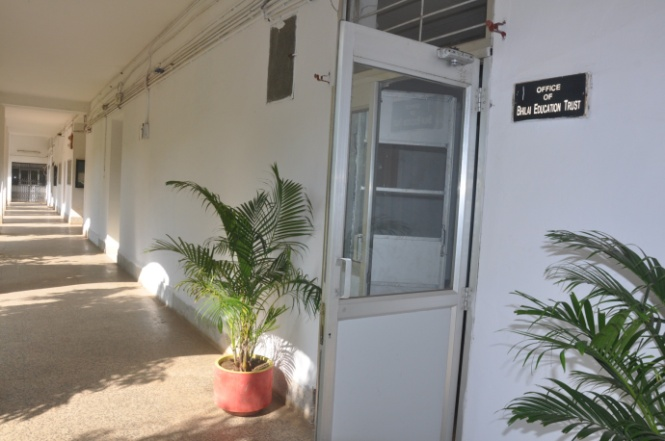 OFFICE
OF
BHILAI EDUCATION TRUST